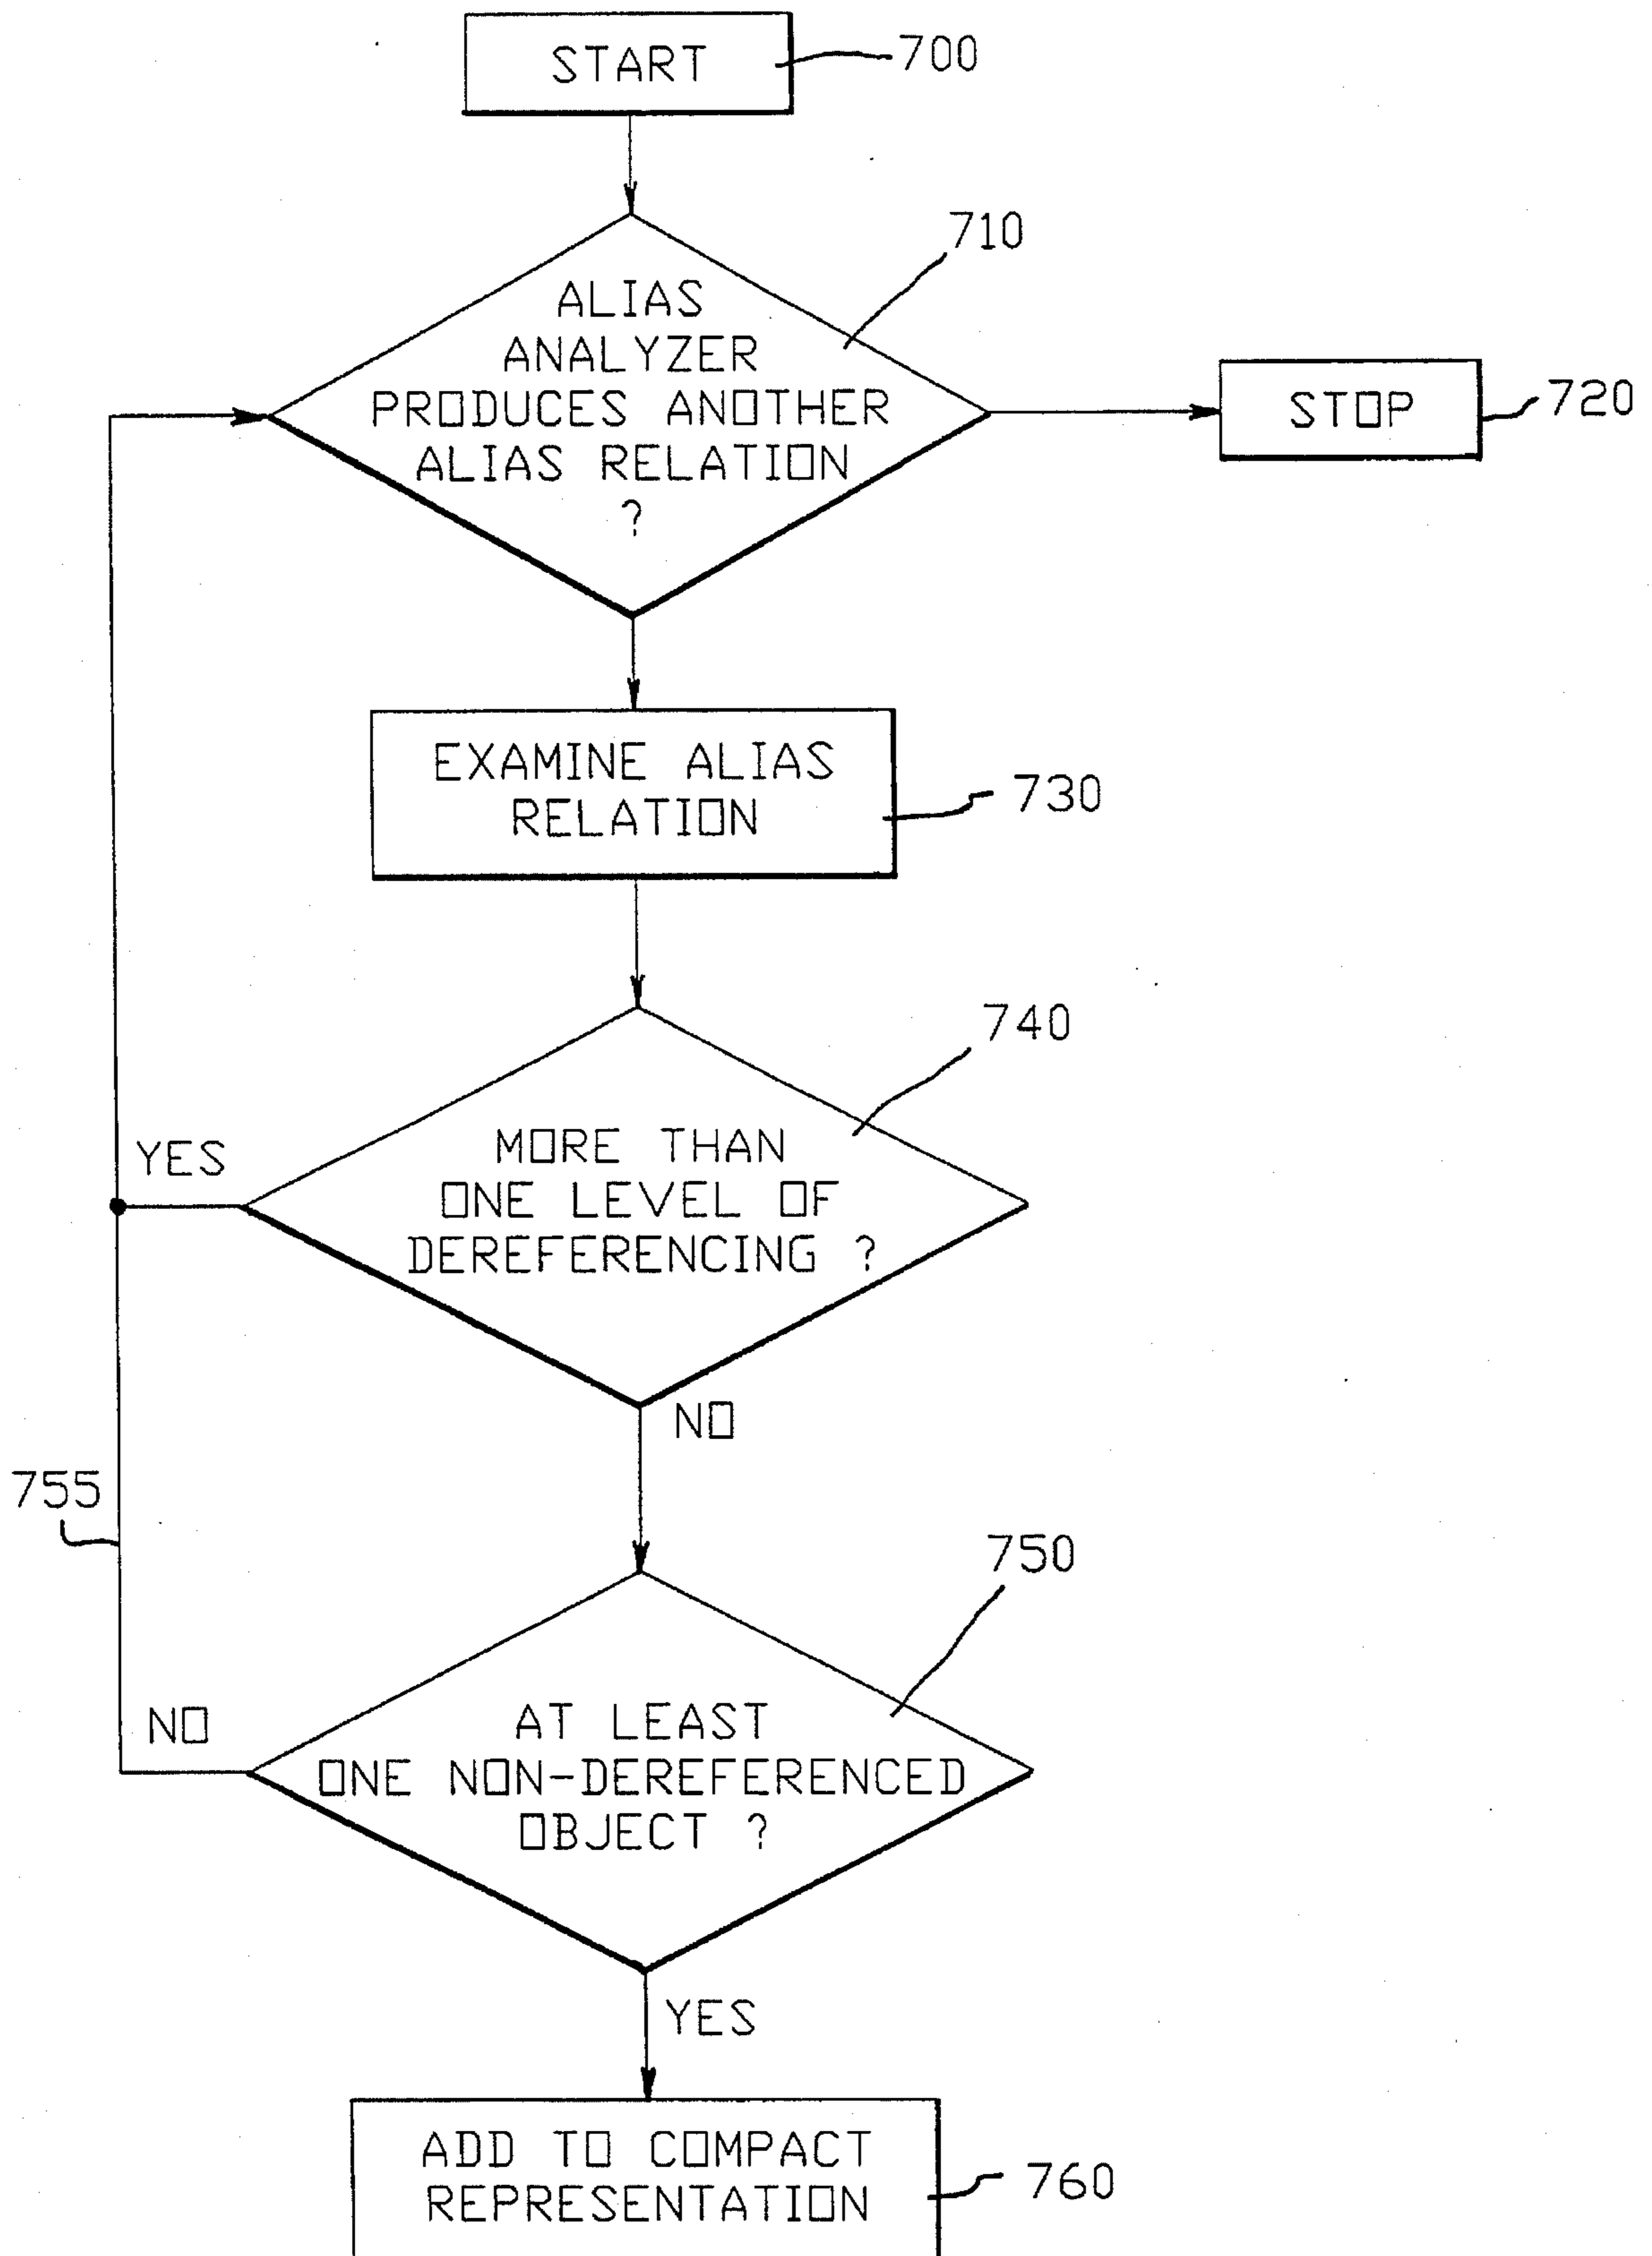 START
700
710
ALIAS
ANALYZER
PRODUCES ANOTHER
ALIAS RELATION
?
STOP
720
EXAMINE ALIAS
RELATION
730
740
YES
MORE THAN
ONE LEVEL OF
DEREFERENCING ?
NO
755
750
NO
AT LEAST
ONE NON-DEREFERENCED
OBJECT ?
YES
ADD TO COMPACT
REPRESENTATION
760